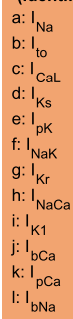 a: I_Na
b: I_to
c: I_CaL
d: I_Ks
e: I_pK
f: I_NaK
g: I_Kr
h: I_NaCa
i: I_K1
j: I_bCa
k: I_pCa
l: I_bNa